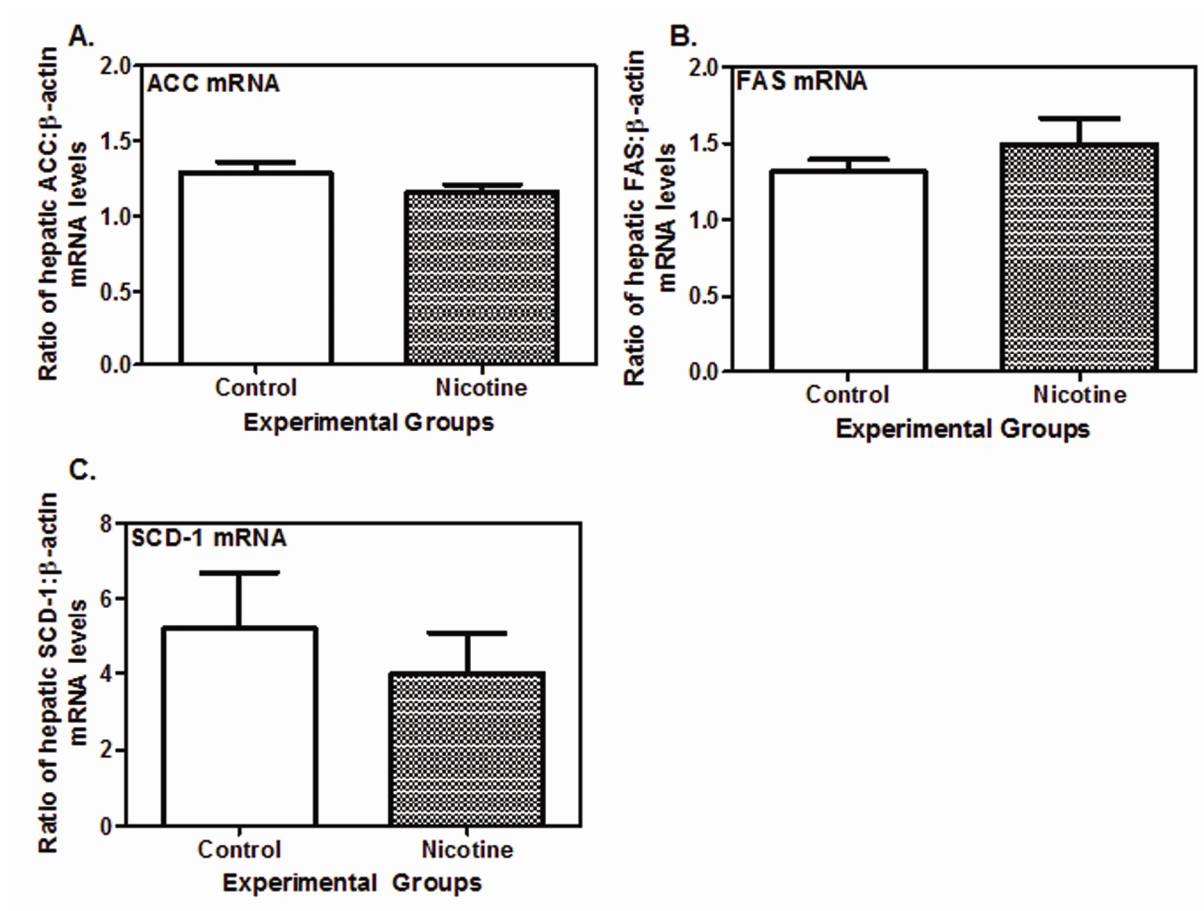 A.
Ratio of hepatic ACC:β-actin
mRNA levels
2.0
1.5
1.0
0.5
0.0
ACC mRNA
Control
Nicotine
Experimental Groups
B.
Ratio of hepatic FAS:β-actin
mRNA levels
2.0
1.5
1.0
0.5
0.0
FAS mRNA
Control
Nicotine
Experimental Groups
C.
Ratio of hepatic SCD-1:β-actin
mRNA levels
8
6
4
2
0
SCD-1 mRNA
Control
Nicotine
Experimental Groups